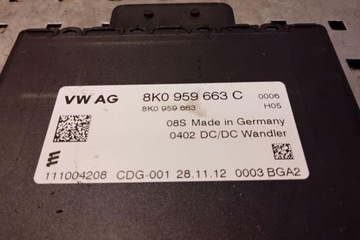 VW AG 8K0 959 663 C 0006
8K0 959 663 H05
08S Made in Germany
0402 DC/DC Wandler
111004208 CDG-001 28.11.12 0003 BGA2